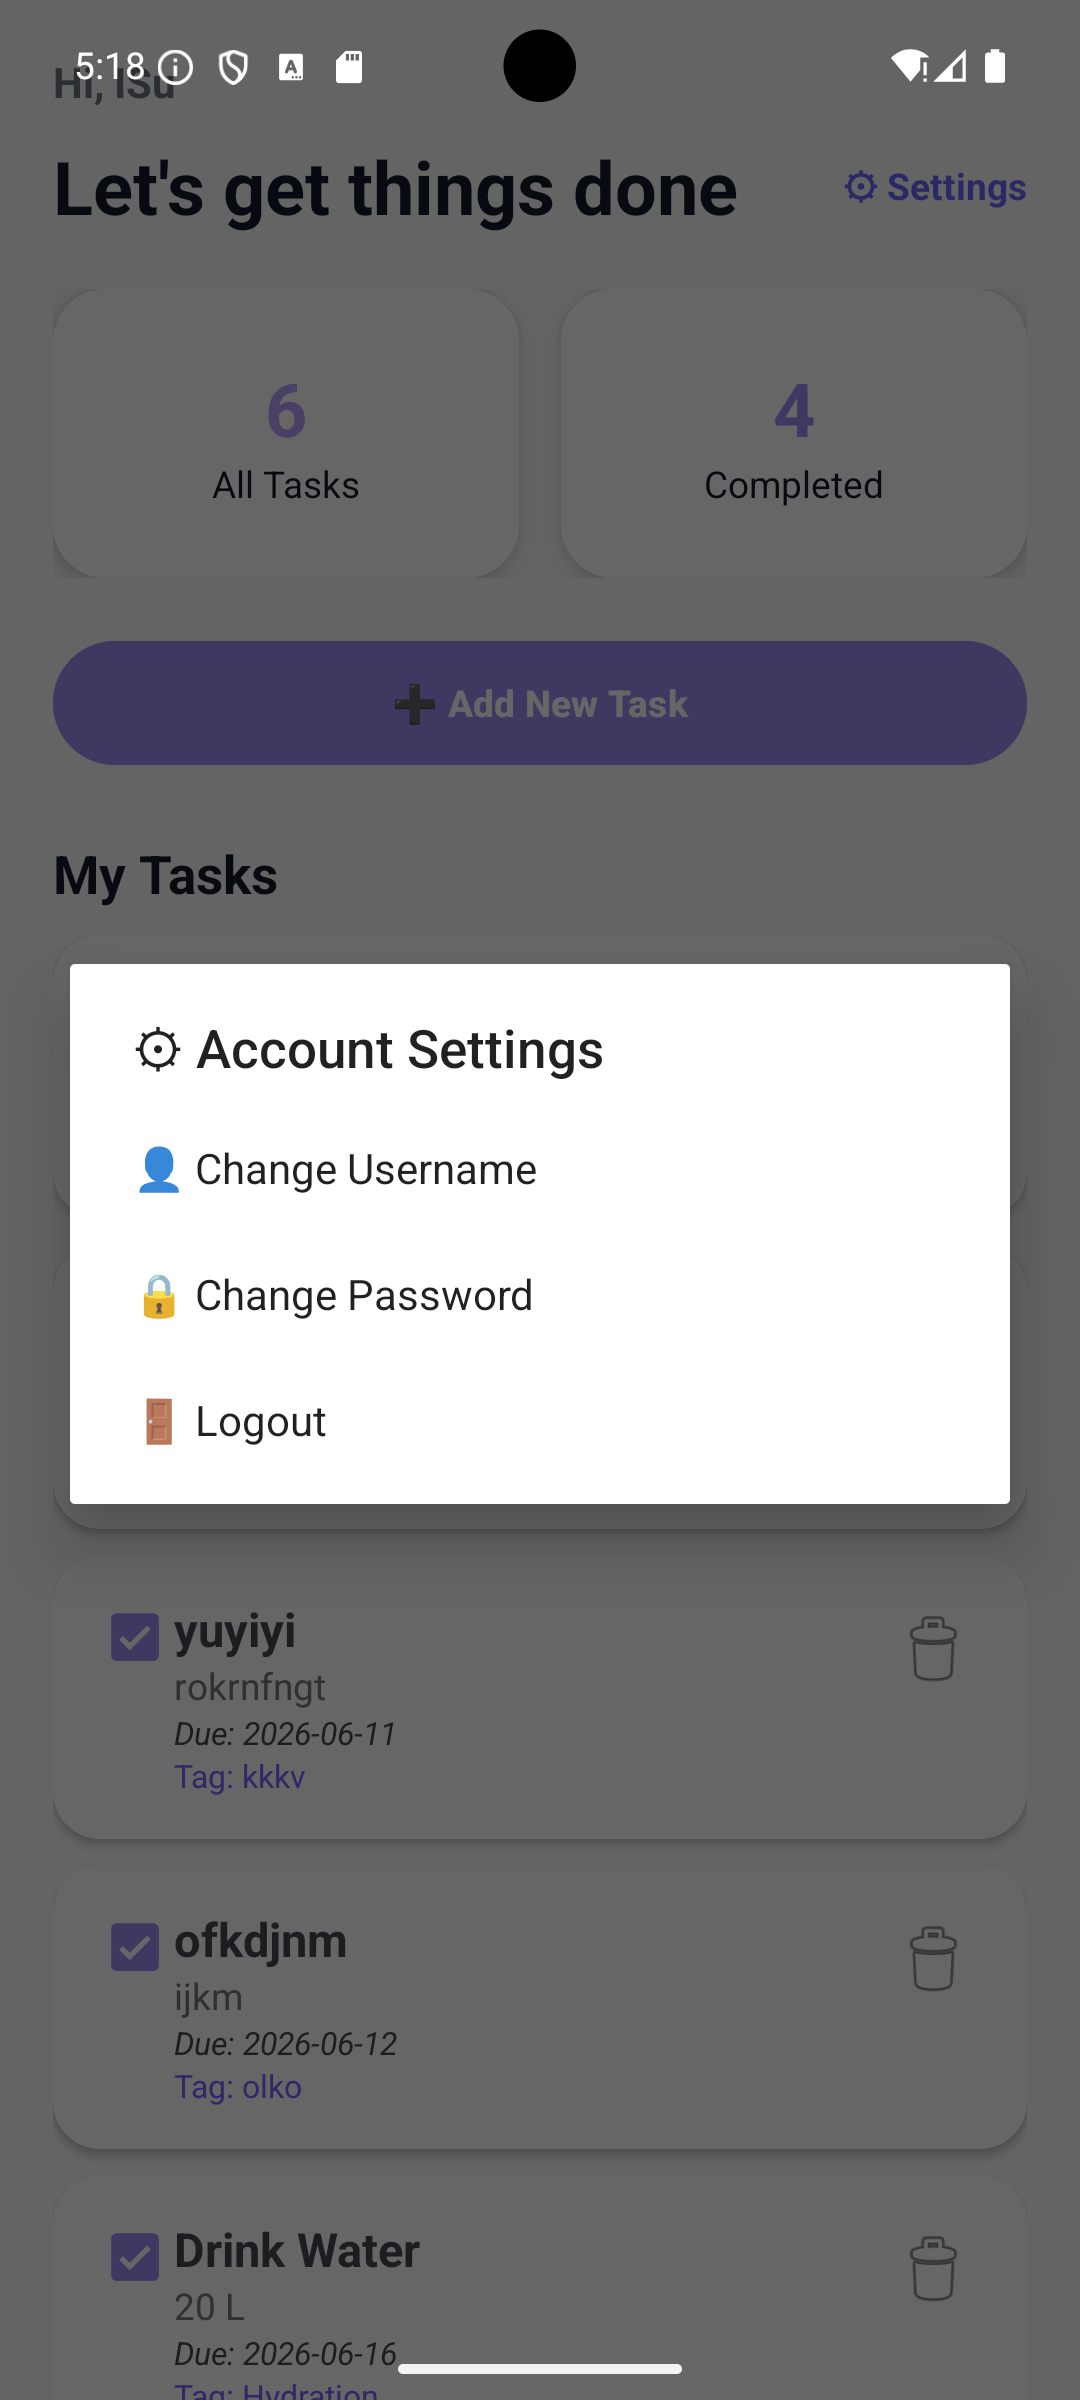 5:18
Hi, ISu
Let's get things done
Settings
6
All Tasks
4
Completed
Add New Task
My Tasks
Account Settings
Change Username
Change Password
Logout
yuyiyi
rokrnfngt
Due: 2026-06-11
Tag: kkkv
ofkdjnm
ijkm
Due: 2026-06-12
Tag: olko
Drink Water
20 L
Due: 2026-06-16
Tag: Hydration